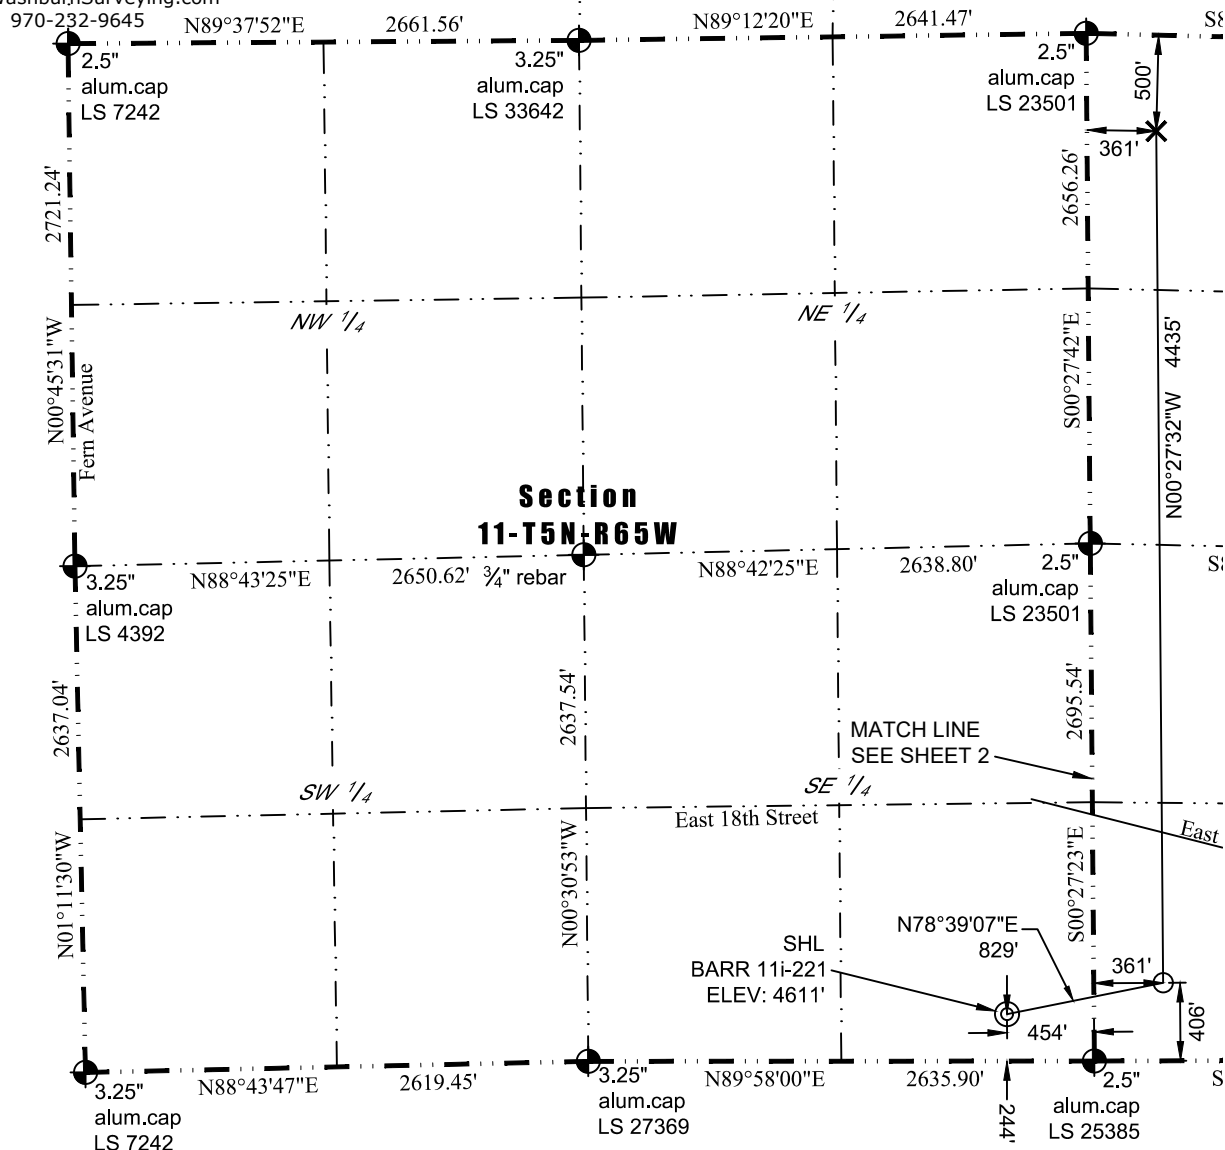 970-232-9645
N89°37'52"E 2661.56' N89°12'20"E 2641.47'
2.5"
alum.cap
LS 7242
3.25"
alum.cap
LS 33642
2.5"
alum.cap
LS 23501
500'
361'
2721.24'
2656.26'
NW 1/4
NE 1/4
N00°45'31"W
Fern Avenue
S00°27'42"E
N00°27'32"W 4435'
Section
11-T5N-R65W
N88°43'25"E 2650.62' ¾" rebar N88°42'25"E 2638.80'
3.25"
alum.cap
LS 4392
2.5"
alum.cap
LS 23501
2637.04'
2637.54'
2695.54'
MATCH LINE
SEE SHEET 2
SW 1/4
SE 1/4
East 18th Street
East
N01°11'30"W
N00°30'53"W
S00°27'23"E
N78°39'07"E
829'
SHL
BARR 11i-221
ELEV: 4611'
361'
406'
454'
244'
N88°43'47"E 2619.45' N89°58'00"E 2635.90'
3.25"
alum.cap
LS 7242
3.25"
alum.cap
LS 27369
2.5"
alum.cap
LS 25385